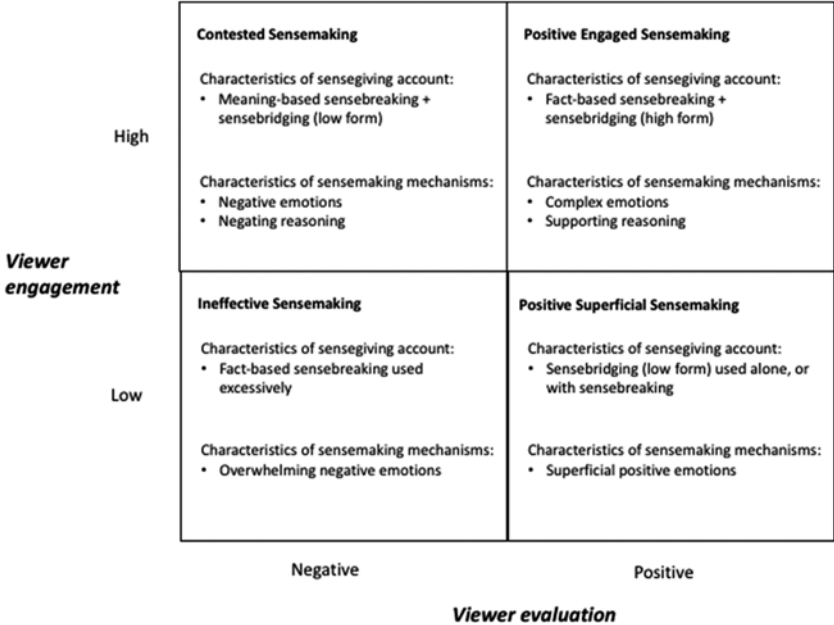 Contested Sensemaking
Characteristics of sensegiving account:
• Meaning-based sensebreaking +
sensebridging (low form)
Characteristics of sensemaking mechanisms:
• Negative emotions
• Negating reasoning
Positive Engaged Sensemaking
Characteristics of sensegiving account:
• Fact-based sensebreaking +
sensebridging (high form)
Characteristics of sensemaking mechanisms:
• Complex emotions
• Supporting reasoning
High
Viewer
engagement
Ineffective Sensemaking
Characteristics of sensegiving account:
• Fact-based sensebreaking used
excessively
Characteristics of sensemaking mechanisms:
• Overwhelming negative emotions
Positive Superficial Sensemaking
Characteristics of sensegiving account:
• Sensebridging (low form) used alone, or
with sensebreaking
Characteristics of sensemaking mechanisms:
• Superficial positive emotions
Low
Negative
Positive
Viewer evaluation